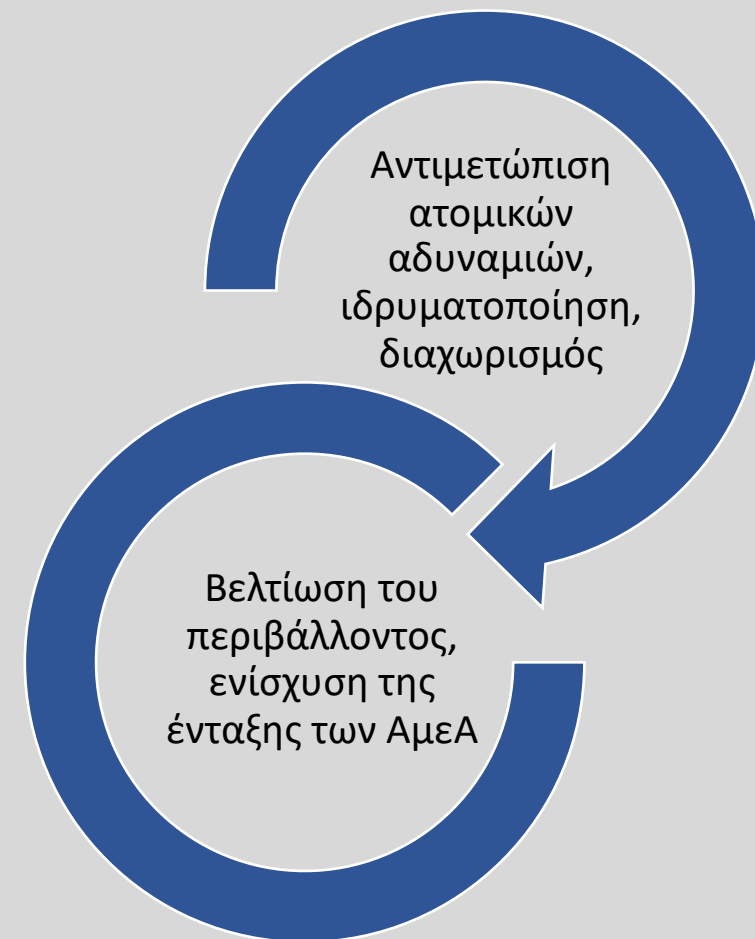 Αντιμετώπιση
ατομικών
αδυναμιών,
ιδρυματοποίηση,
διαχωρισμός
Βελτίωση του
περιβάλλοντος,
ενίσχυση της
ένταξης των ΑμεΑ